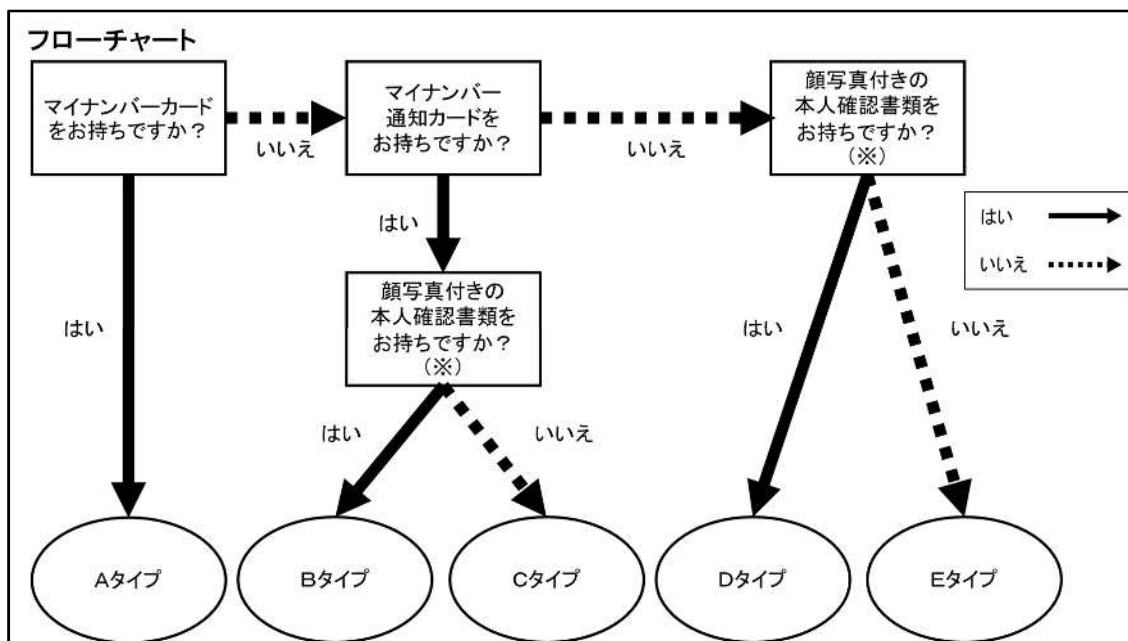 フローチャート
マイナンバーカード
をお持ちですか？
いいえ
マイナンバー
通知カードを
お持ちですか？
いいえ
顔写真付きの
本人確認書類を
お持ちですか？
（※）
はい
いいえ
はい
はい
顔写真付きの
本人確認書類を
お持ちですか？
（※）
はい
いいえ
はい
いいえ
Aタイプ
Bタイプ
Cタイプ
Dタイプ
Eタイプ